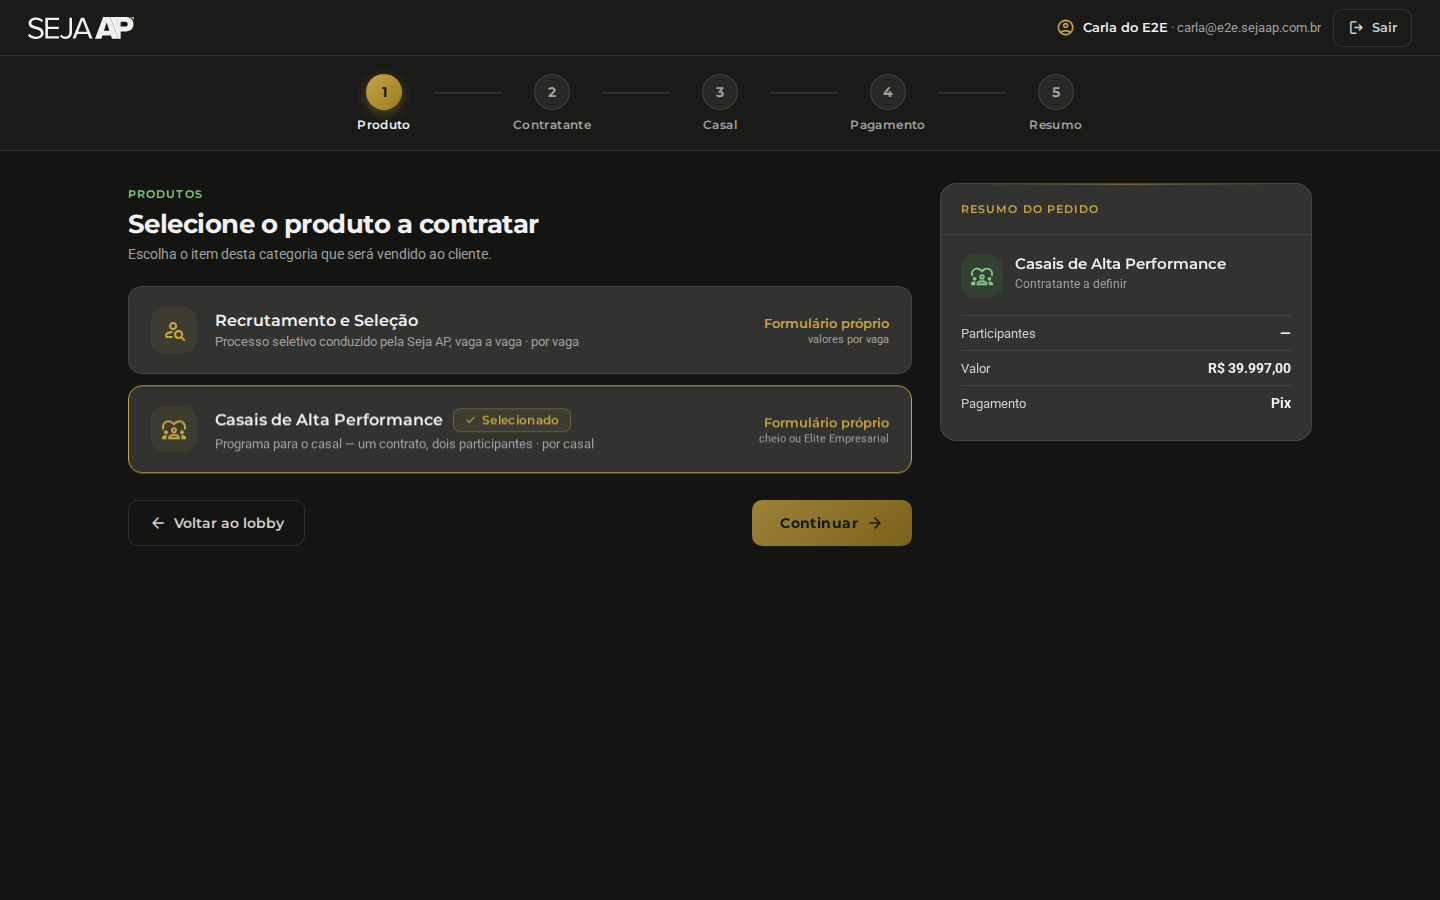 SEJA AP
Carla do E2E · carla@e2e.sejaap.com.br
Sair
1
2
3
4
5
Produto
Contratante
Casal
Pagamento
Resumo
PRODUTOS
Selecione o produto a contratar
Escolha o item desta categoria que será vendido ao cliente.
Recrutamento e Seleção
Processo seletivo conduzido pela Seja AP, vaga a vaga · por vaga
Formulário próprio
valores por vaga
Casais de Alta Performance
Selecionado
Programa para o casal — um contrato, dois participantes · por casal
Formulário próprio
cheio ou Elite Empresarial
Voltar ao lobby
Continuar
RESUMO DO PEDIDO
Casais de Alta Performance
Contratante a definir
Participantes —
Valor R$ 39.997,00
Pagamento Pix